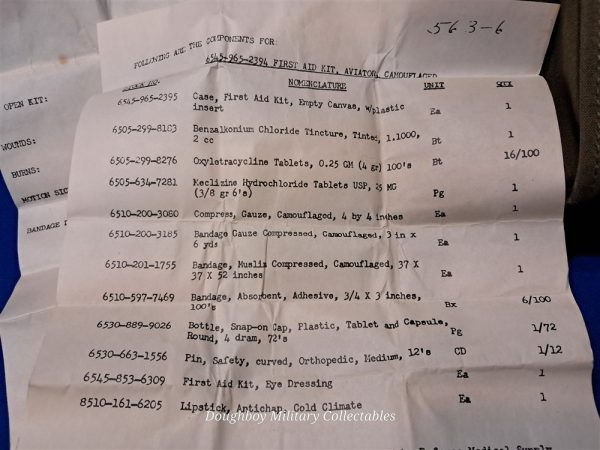 563-6
FOLLOWING ARE THE COMPONENTS FOR:
6545-965-2394 FIRST AID KIT, AVIATOR, CAMOUFLAGED
NOMENCLATURE UNIT
6545-965-2395 Case, First Aid Kit, Empty Canvas, w/plastic insert Ea 1
6505-299-8183 Benzalkonium Chloride Tincture, Tinted, 1.1000, 2 cc Bt 1
6505-299-8276 Oxyletracycline Tablets, 0.25 GM (4 gr) 100's Bt 16/100
6505-634-7281 Meclizine Hydrochloride Tablets USP, 25 MG (3/8 gr 6's) Pg 1
6510-200-3080 Compress, Gauze, Camouflaged, 4 by 4 inches Ea 1
6510-200-3185 Bandage Gauze Compressed, Camouflaged, 3 in X 6 yds Ea 1
6510-201-1755 Bandage, Muslin Compressed, Camouflaged, 37 X 37 X 52 inches Ea 1
6510-597-7469 Bandage, Absorbent, Adhesive, 3/4 X 3 inches, 100's Bx 6/100
6530-889-9026 Bottle, Snap-on Cap, Plastic, Tablet and Capsule, Round, 4 dram, 72's Pg 1/72
6530-663-1556 Pin, Safety, curved, Orthopedic, Medium, 12's CD 1/12
6545-853-6309 First Aid Kit, Eye Dressing Ea 1
8510-161-6205 Lipstick, Antichap, Cold Climate Ea 1
OPEN KIT:
WOUNDS:
BURNS:
MOTION SIC
BANDAGE
Doughboy Military Collectables
Medical Supply